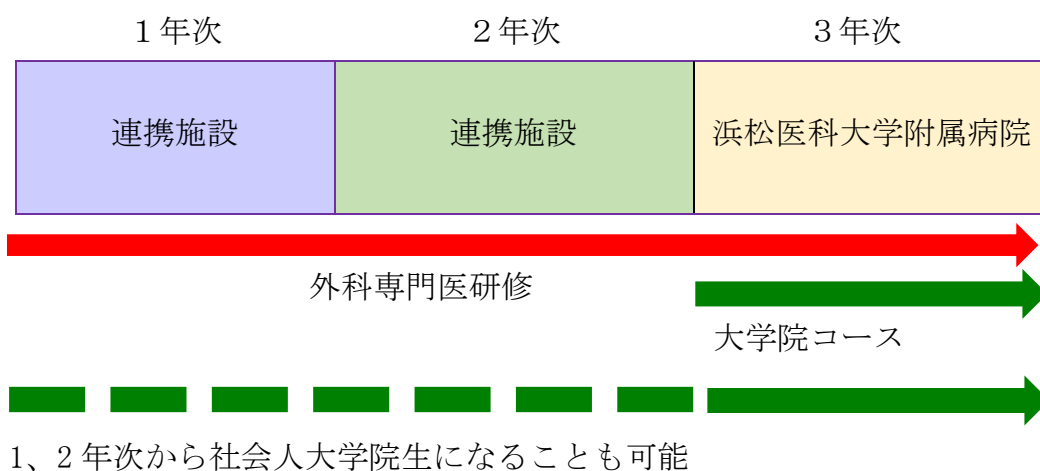 １年次 ２年次 ３年次
連携施設 連携施設 浜松医科大学附属病院
外科専門医研修
大学院コース
1、2 年次から社会人大学院生になることも可能